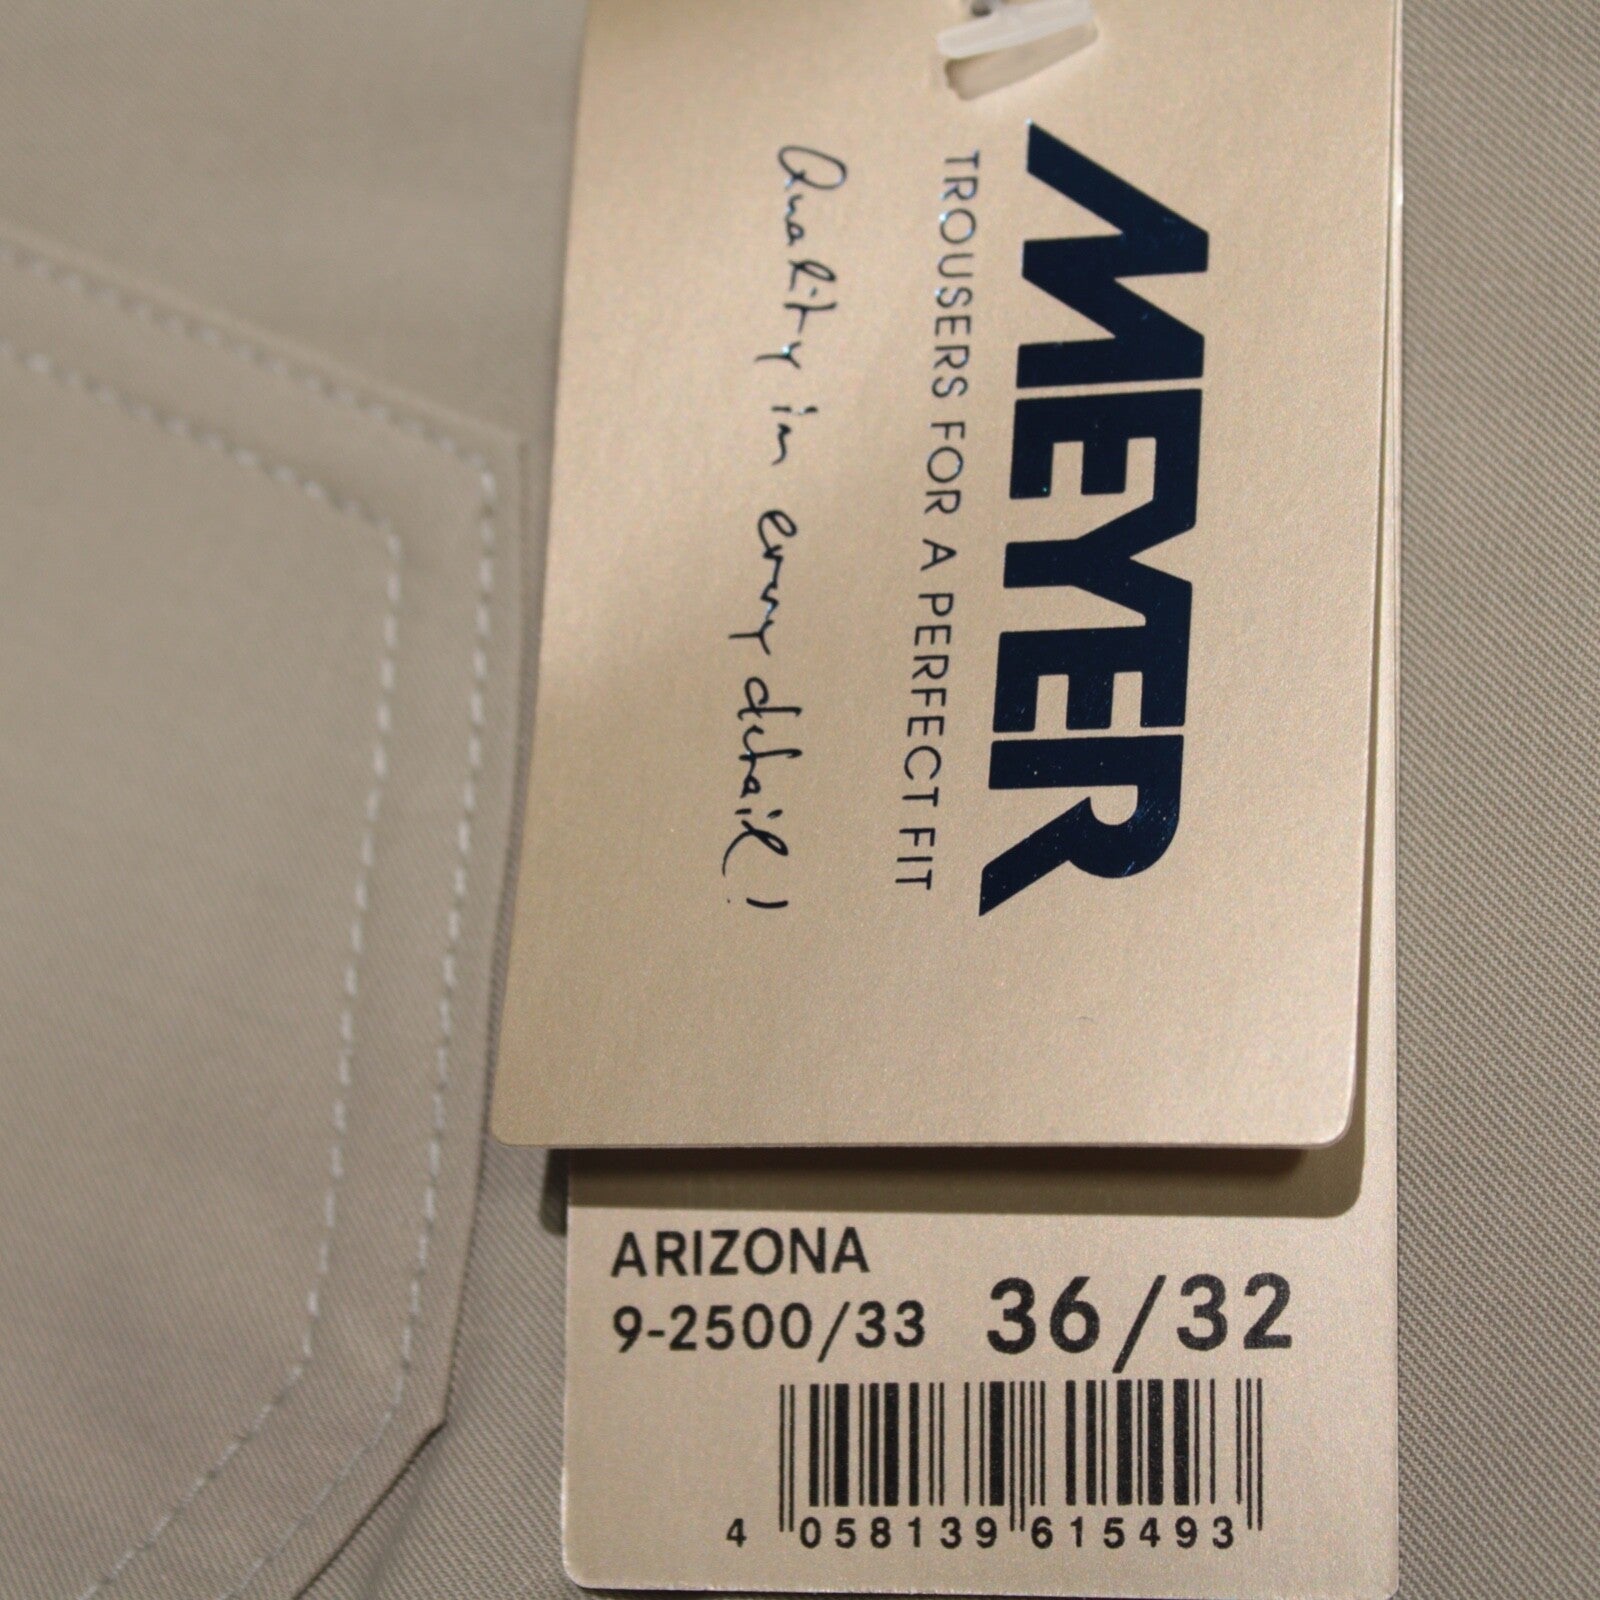 MEYER
TROUSERS FOR A PERFECT FIT
Quality in every detail!
ARIZONA
9-2500/33 36/32
4 058139 615493